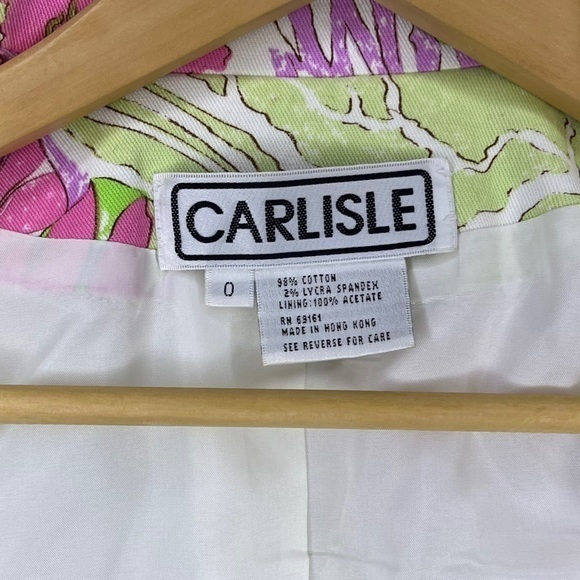 CARLISLE
0
98% COTTON
2% LYCRA SPANDEX
LINING:100% ACETATE
RN 69161
MADE IN HONG KONG
SEE REVERSE FOR CARE